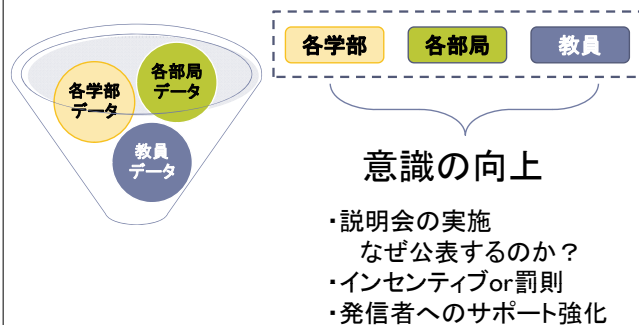 各学部
各部局
教員
各部局
データ
各学部
データ
教員
データ
意識の向上
・説明会の実施
なぜ公表するのか？
・インセンティブor罰則
・発信者へのサポート強化